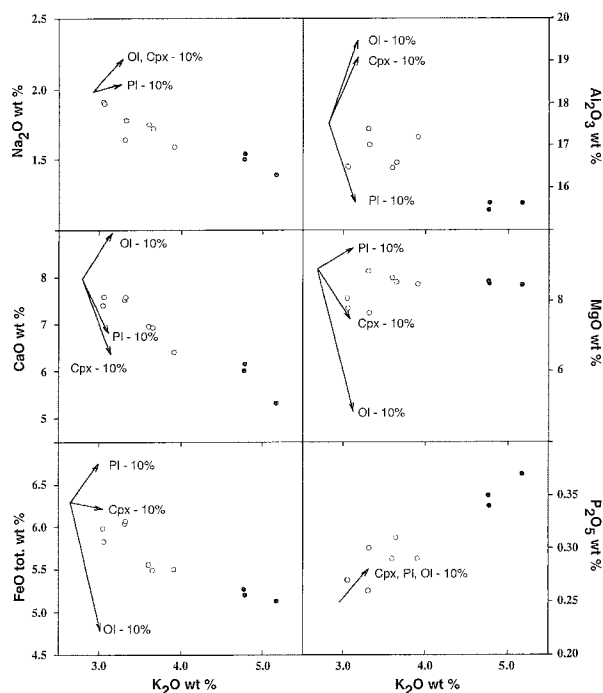 2.5
Ol, Cpx - 10%
Pl - 10%
2.0
1.5
Na2O wt %
Ol - 10%
Cpx - 10%
Pl - 10%
20
19
18
17
16
Al2O3 wt %
Ol - 10%
Pl - 10%
Cpx - 10%
8
7
6
5
CaO wt %
Pl - 10%
Cpx - 10%
Ol - 10%
8
6
MgO wt %
Pl - 10%
Cpx - 10%
Ol - 10%
6.5
6.0
5.5
5.0
4.5
FeO tot. wt %
Cpx, Pl, Ol - 10%
0.35
0.30
0.25
0.20
P2O5 wt %
3.0 4.0 5.0
K2O wt %
3.0 4.0 5.0
K2O wt %